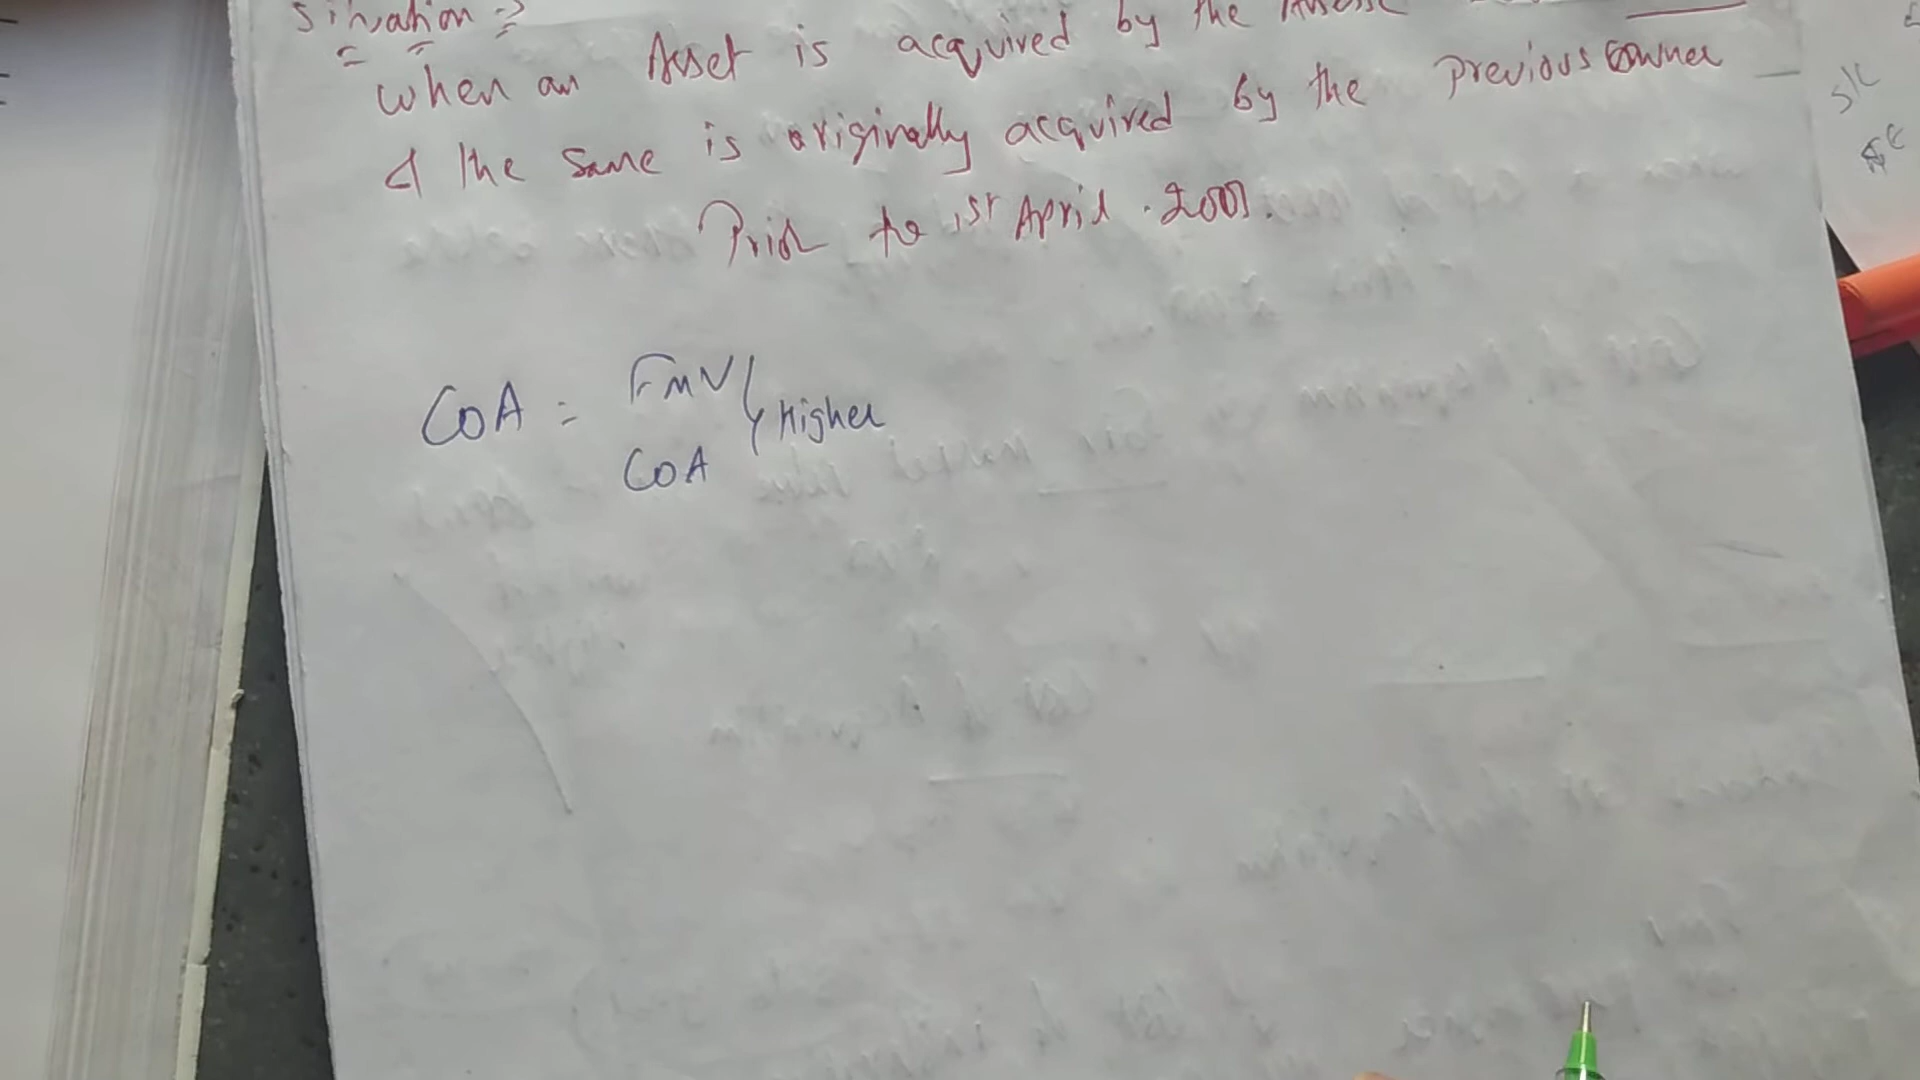 Situation :-
When an Asset is acquired by the
& the same is originally acquired by the previous owner
Prior to 1st April 2001.
COA = FMV
COA } Higher